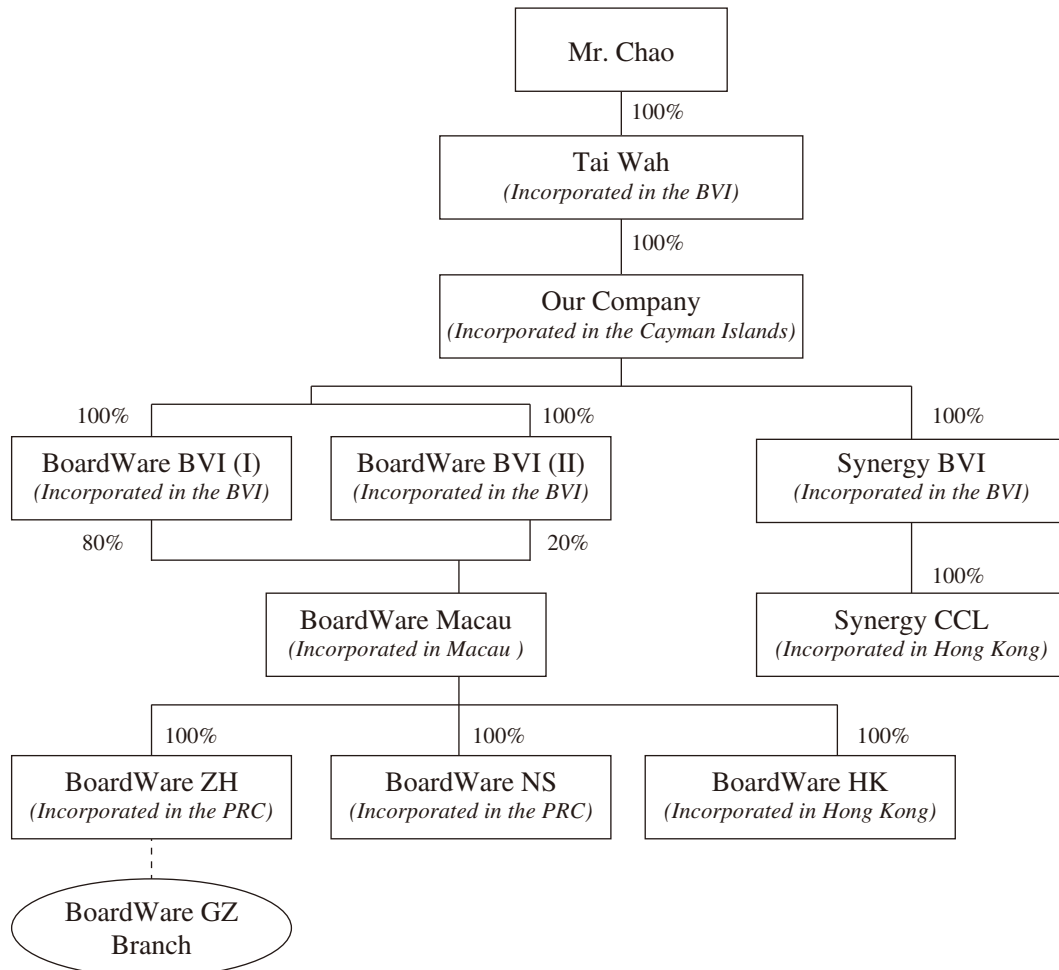 Mr. Chao
100%
Tai Wah
(Incorporated in the BVI)
100%
Our Company
(Incorporated in the Cayman Islands)
100%
100%
100%
BoardWare BVI (I)
(Incorporated in the BVI)
BoardWare BVI (II)
(Incorporated in the BVI)
Synergy BVI
(Incorporated in the BVI)
80%
20%
100%
BoardWare Macau
(Incorporated in Macau )
Synergy CCL
(Incorporated in Hong Kong)
100%
100%
100%
BoardWare ZH
(Incorporated in the PRC)
BoardWare NS
(Incorporated in the PRC)
BoardWare HK
(Incorporated in Hong Kong)
BoardWare GZ
Branch